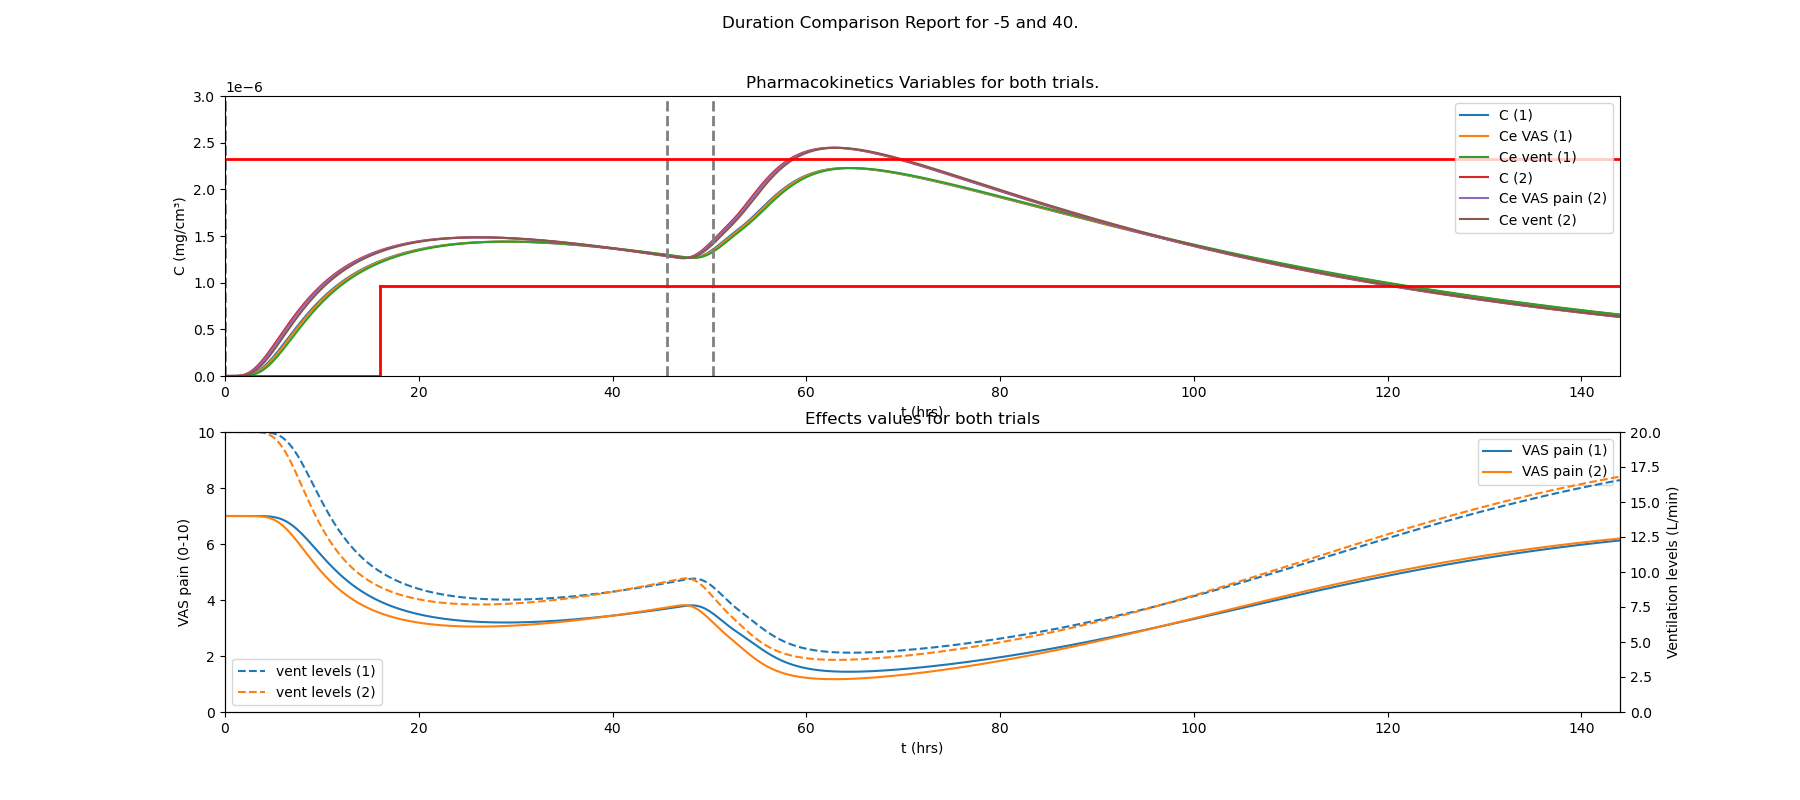 Duration Comparison Report for -5 and 40.
Pharmacokinetics Variables for both trials.
1e−6
3.0
2.5
2.0
1.5
1.0
0.5
0.0
C (mg/cm³)
C (1)
Ce VAS (1)
Ce vent (1)
C (2)
Ce VAS pain (2)
Ce vent (2)
0 20 40 60 80 100 120 140
t (hrs)
Effects values for both trials
10
8
6
4
2
0
VAS pain (0-10)
VAS pain (1)
VAS pain (2)
vent levels (1)
vent levels (2)
20.0
17.5
15.0
12.5
10.0
7.5
5.0
2.5
0.0
Ventilation levels (L/min)
0 20 40 60 80 100 120 140
t (hrs)